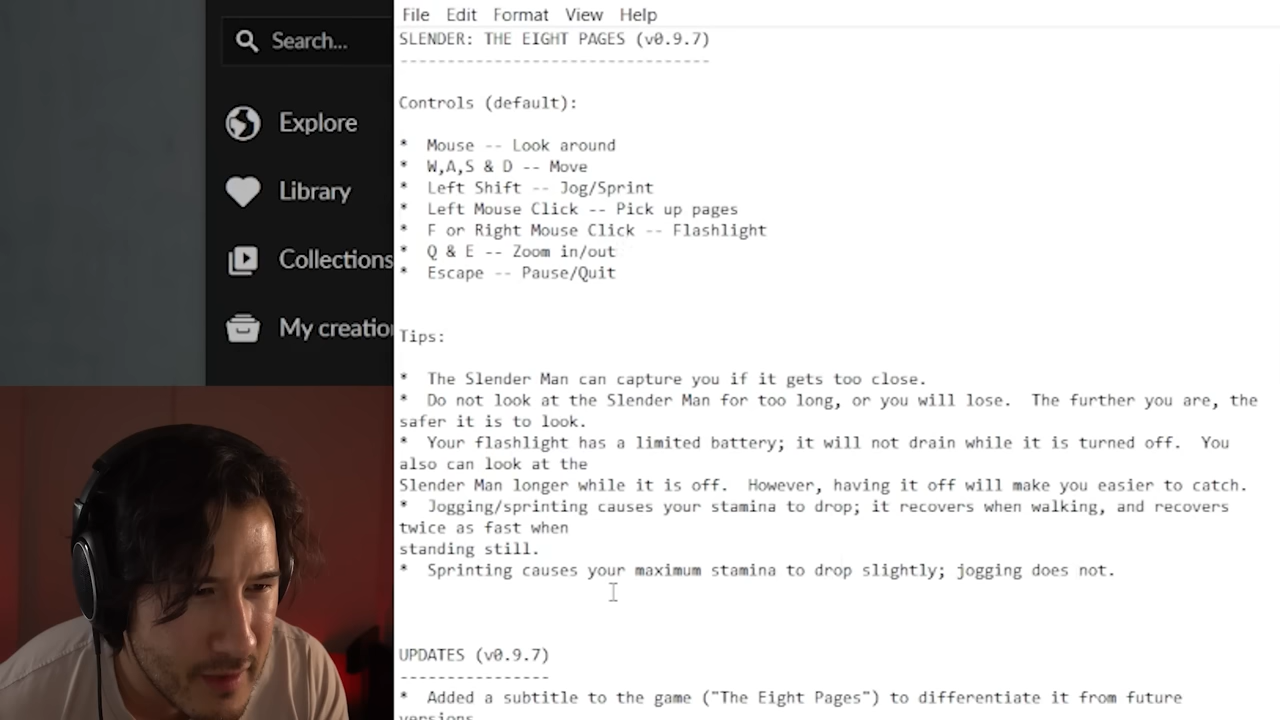 File Edit Format View Help
Search...
Explore
Library
Collections
My creatio
SLENDER: THE EIGHT PAGES (v0.9.7)
---------------------------------
Controls (default):
* Mouse -- Look around
* W,A,S & D -- Move
* Left Shift -- Jog/Sprint
* Left Mouse Click -- Pick up pages
* F or Right Mouse Click -- Flashlight
* Q & E -- Zoom in/out
* Escape -- Pause/Quit
Tips:
* The Slender Man can capture you if it gets too close.
* Do not look at the Slender Man for too long, or you will lose. The further you are, the
safer it is to look.
* Your flashlight has a limited battery; it will not drain while it is turned off. You
also can look at the
Slender Man longer while it is off. However, having it off will make you easier to catch.
* Jogging/sprinting causes your stamina to drop; it recovers when walking, and recovers
twice as fast when
standing still.
* Sprinting causes your maximum stamina to drop slightly; jogging does not.
UPDATES (v0.9.7)
----------------
* Added a subtitle to the game ("The Eight Pages") to differentiate it from future
versions